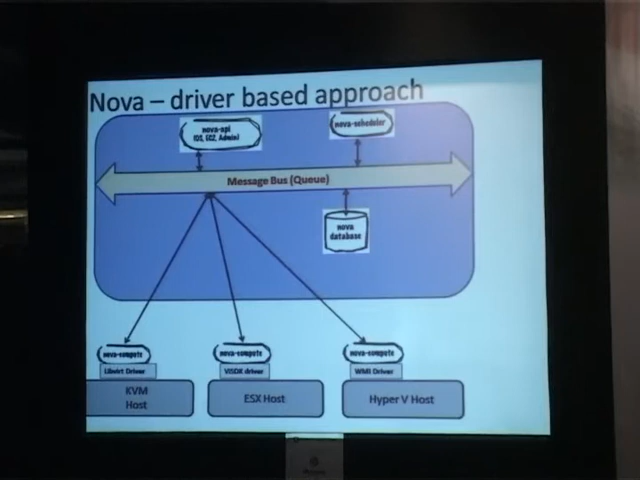 Nova – driver based approach
nova-api
(OS, EC2, Admin)
nova-scheduler
Message Bus (Queue)
nova
database
nova-compute
nova-compute
nova-compute
Libvirt Driver
VISDK driver
WMI Driver
KVM
Host
ESX Host
Hyper V Host